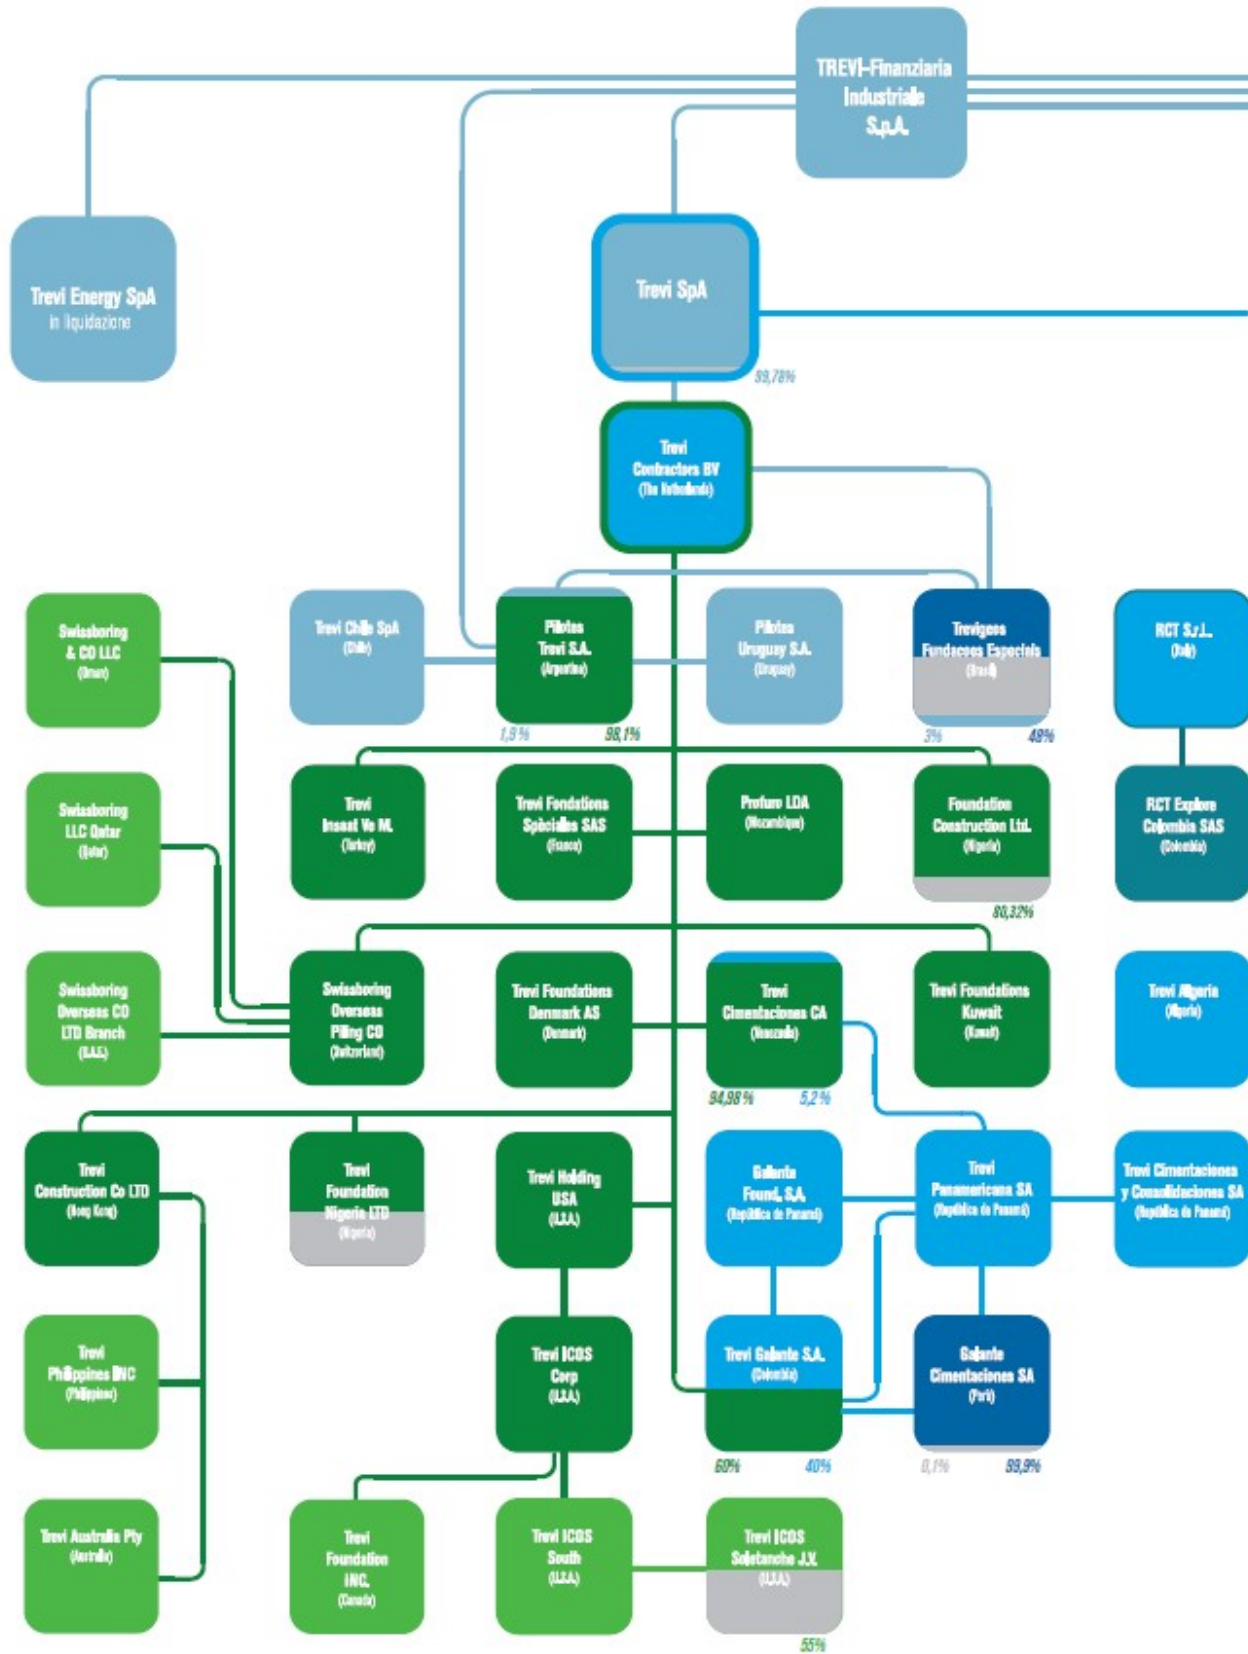 TREVI-Finanziaria
Industriale
S.p.A.
Trevi Energy SpA
in liquidazione
Trevi SpA
99,78%
Trevi
Contractors BV
(The Netherlands)
Swissboring
& CO LLC
(Oman)
Trevi Chile SpA
(Chile)
Pilotes
Trevi S.A.
(Argentina)
1,9%
98,1%
Pilotes
Uruguay S.A.
(Uruguay)
Trevigeos
Fundacoes Especiais
(Brasil)
3%
48%
RCT S.r.L.
(Italy)
Swissboring
LLC Qatar
(Qatar)
Trevi
Insaat Ve M.
(Turkey)
Trevi Fondations
Spèciales SAS
(France)
Profuro LDA
(Mozambique)
Foundation
Construction Ltd.
(Nigeria)
80,32%
RCT Explore
Colombia SAS
(Colombia)
Swissboring
Overseas CO
LTD Branch
(U.A.E.)
Swissboring
Overseas
Piling CO
(Switzerland)
Trevi Foundations
Denmark AS
(Denmark)
Trevi
Cimentaciones CA
(Venezuela)
94,98%
5,2%
Trevi Foundations
Kuwait
(Kuwait)
Trevi Algeria
(Algeria)
Trevi
Construction Co LTD
(Hong Kong)
Trevi
Foundation
Nigeria LTD
(Nigeria)
Trevi Holding
USA
(U.S.A.)
Galante
Found. S.A.
(República de Panamá)
Trevi
Panamericana SA
(República de Panamá)
Trevi Cimentaciones
y Consolidaciones SA
(República de Panamá)
Trevi
Philippines INC
(Philippines)
Trevi ICOS
Corp
(U.S.A.)
Trevi Galante S.A.
(Colombia)
60%
40%
Galante
Cimentaciones SA
(Perù)
0,1%
99,9%
Trevi Australia Pty
(Australia)
Trevi
Foundation
INC.
(Canada)
Trevi ICOS
South
(U.S.A.)
Trevi ICOS
Soletanche J.V.
(U.S.A.)
55%